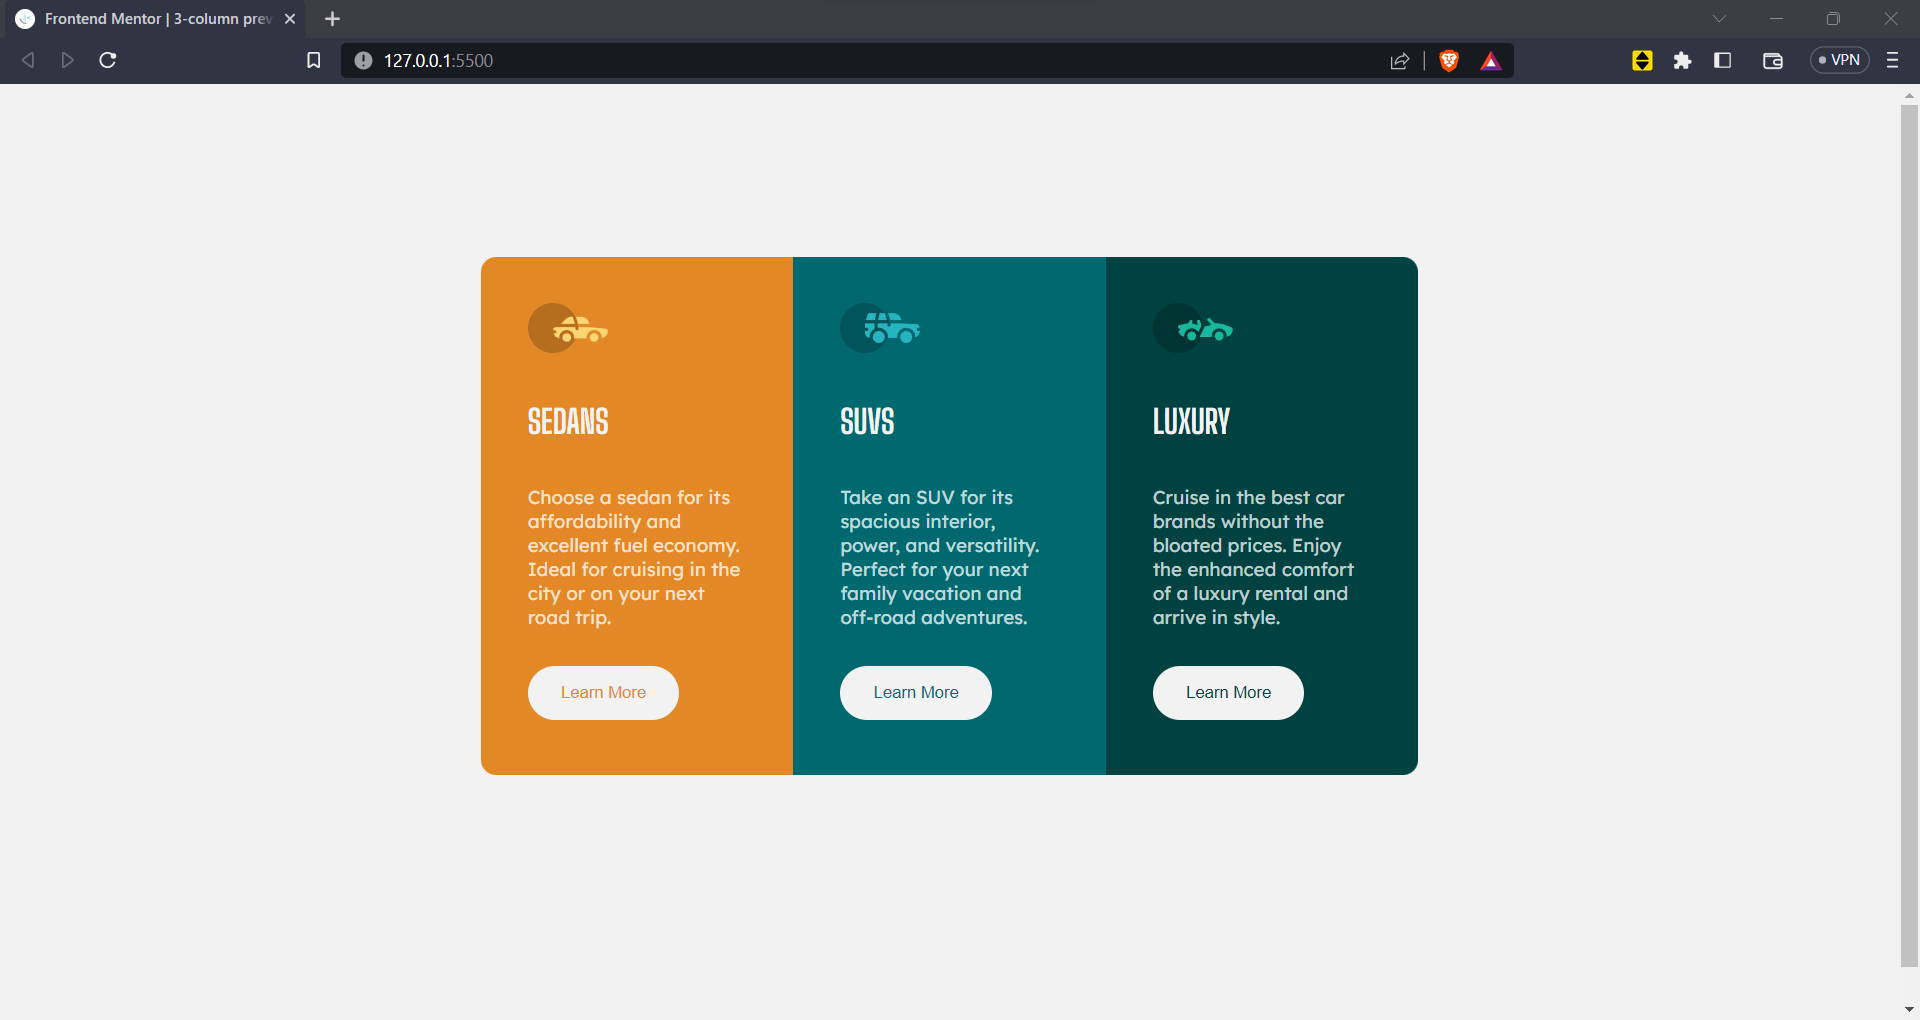 Frontend Mentor | 3-column prev
127.0.0.1:5500
VPN
SEDANS
Choose a sedan for its
affordability and
excellent fuel economy.
Ideal for cruising in the
city or on your next
road trip.
Learn More
SUVS
Take an SUV for its
spacious interior,
power, and versatility.
Perfect for your next
family vacation and
off-road adventures.
Learn More
LUXURY
Cruise in the best car
brands without the
bloated prices. Enjoy
the enhanced comfort
of a luxury rental and
arrive in style.
Learn More